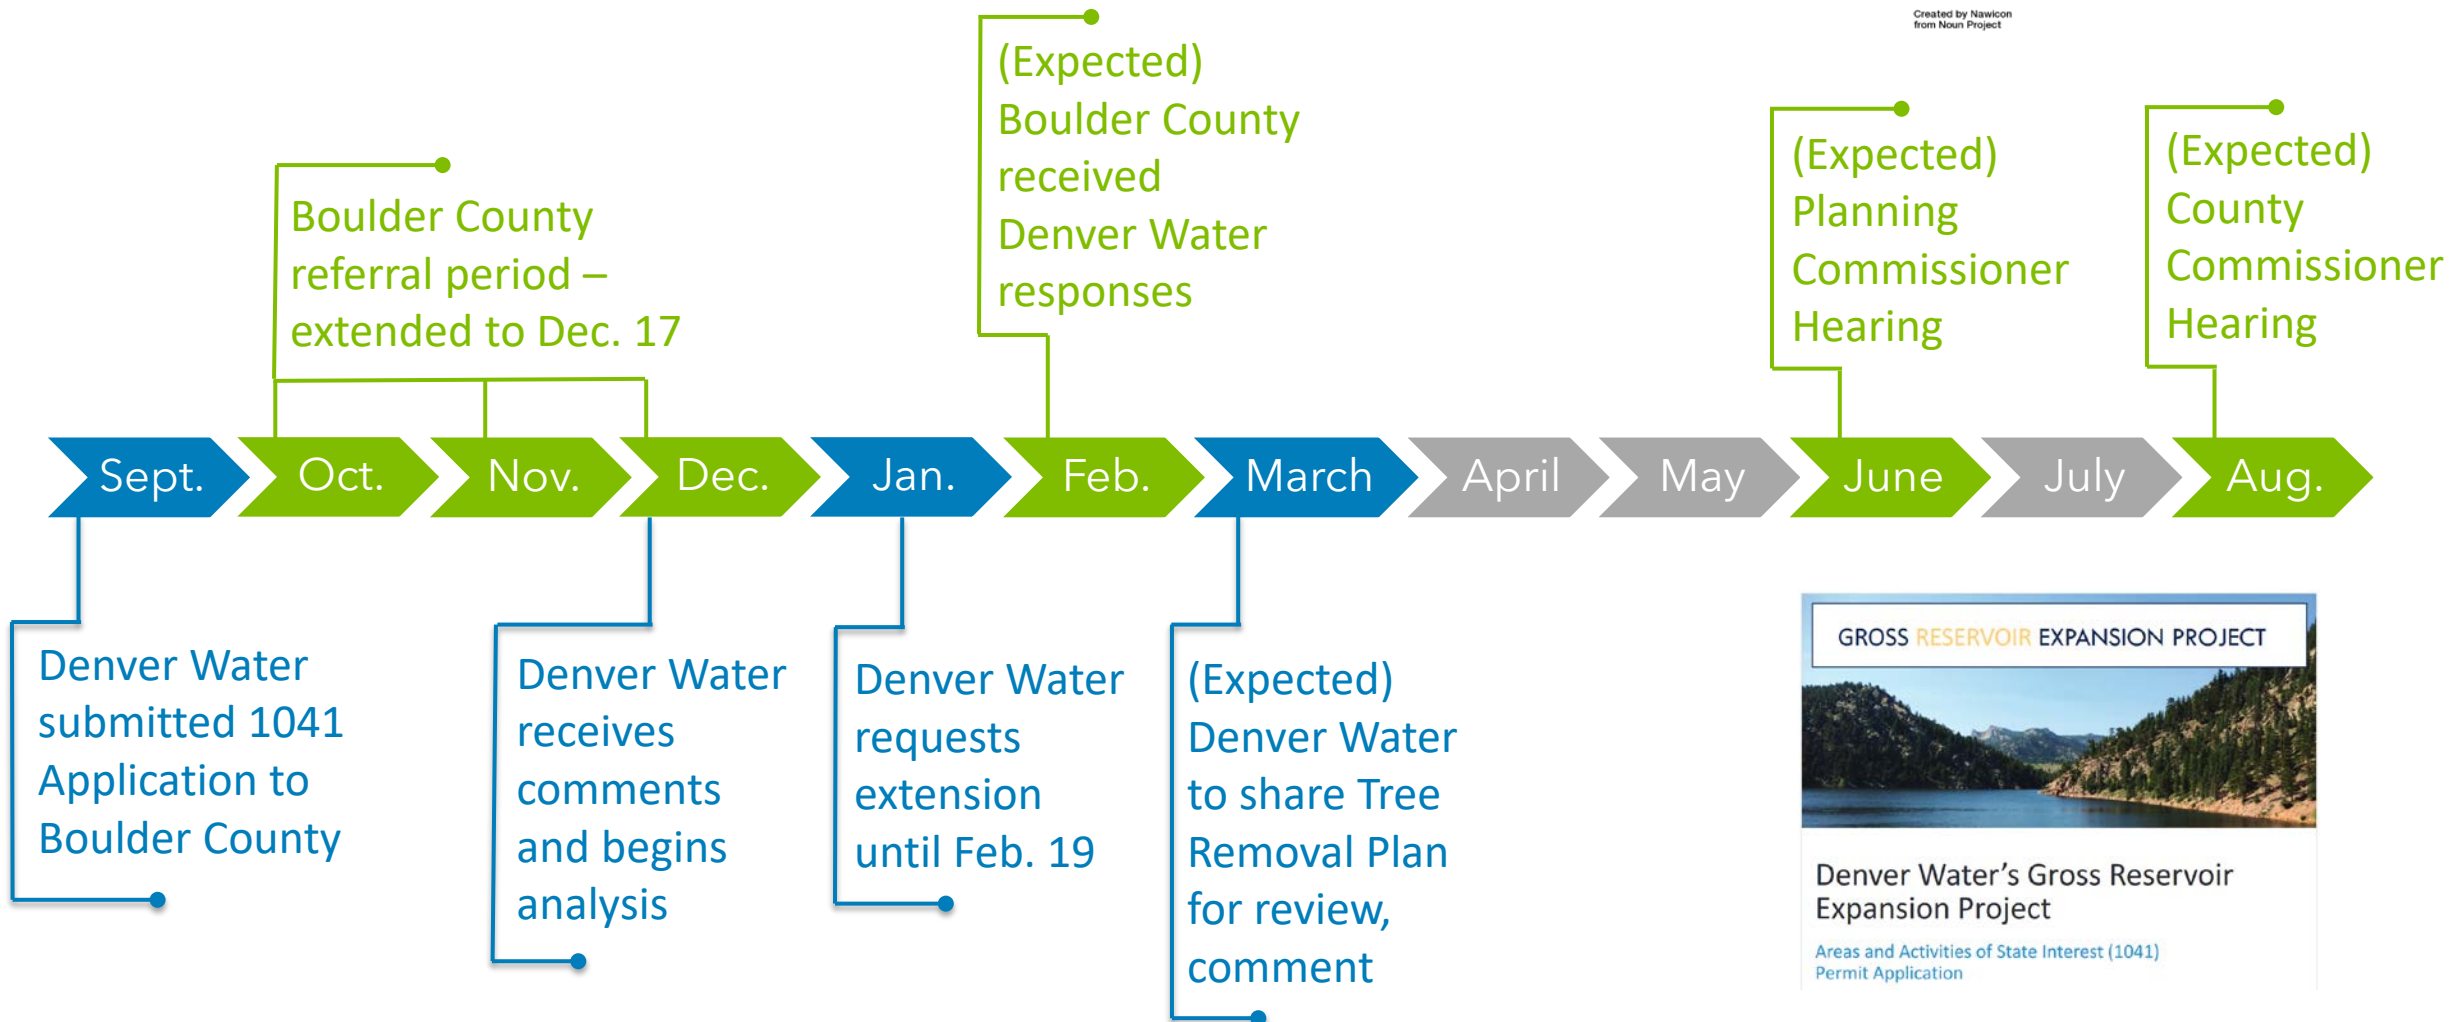 Created by Nawicon
from Noun Project
(Expected)
Boulder County
received
Denver Water
responses
(Expected)
Planning
Commissioner
Hearing
(Expected)
County
Commissioner
Hearing
Boulder County
referral period –
extended to Dec. 17
Sept.
Oct.
Nov.
Dec.
Jan.
Feb.
March
April
May
June
July
Aug.
Denver Water
submitted 1041
Application to
Boulder County
Denver Water
receives
comments
and begins
analysis
Denver Water
requests
extension
until Feb. 19
(Expected)
Denver Water
to share Tree
Removal Plan
for review,
comment
GROSS RESERVOIR EXPANSION PROJECT
Denver Water's Gross Reservoir
Expansion Project
Areas and Activities of State Interest (1041)
Permit Application